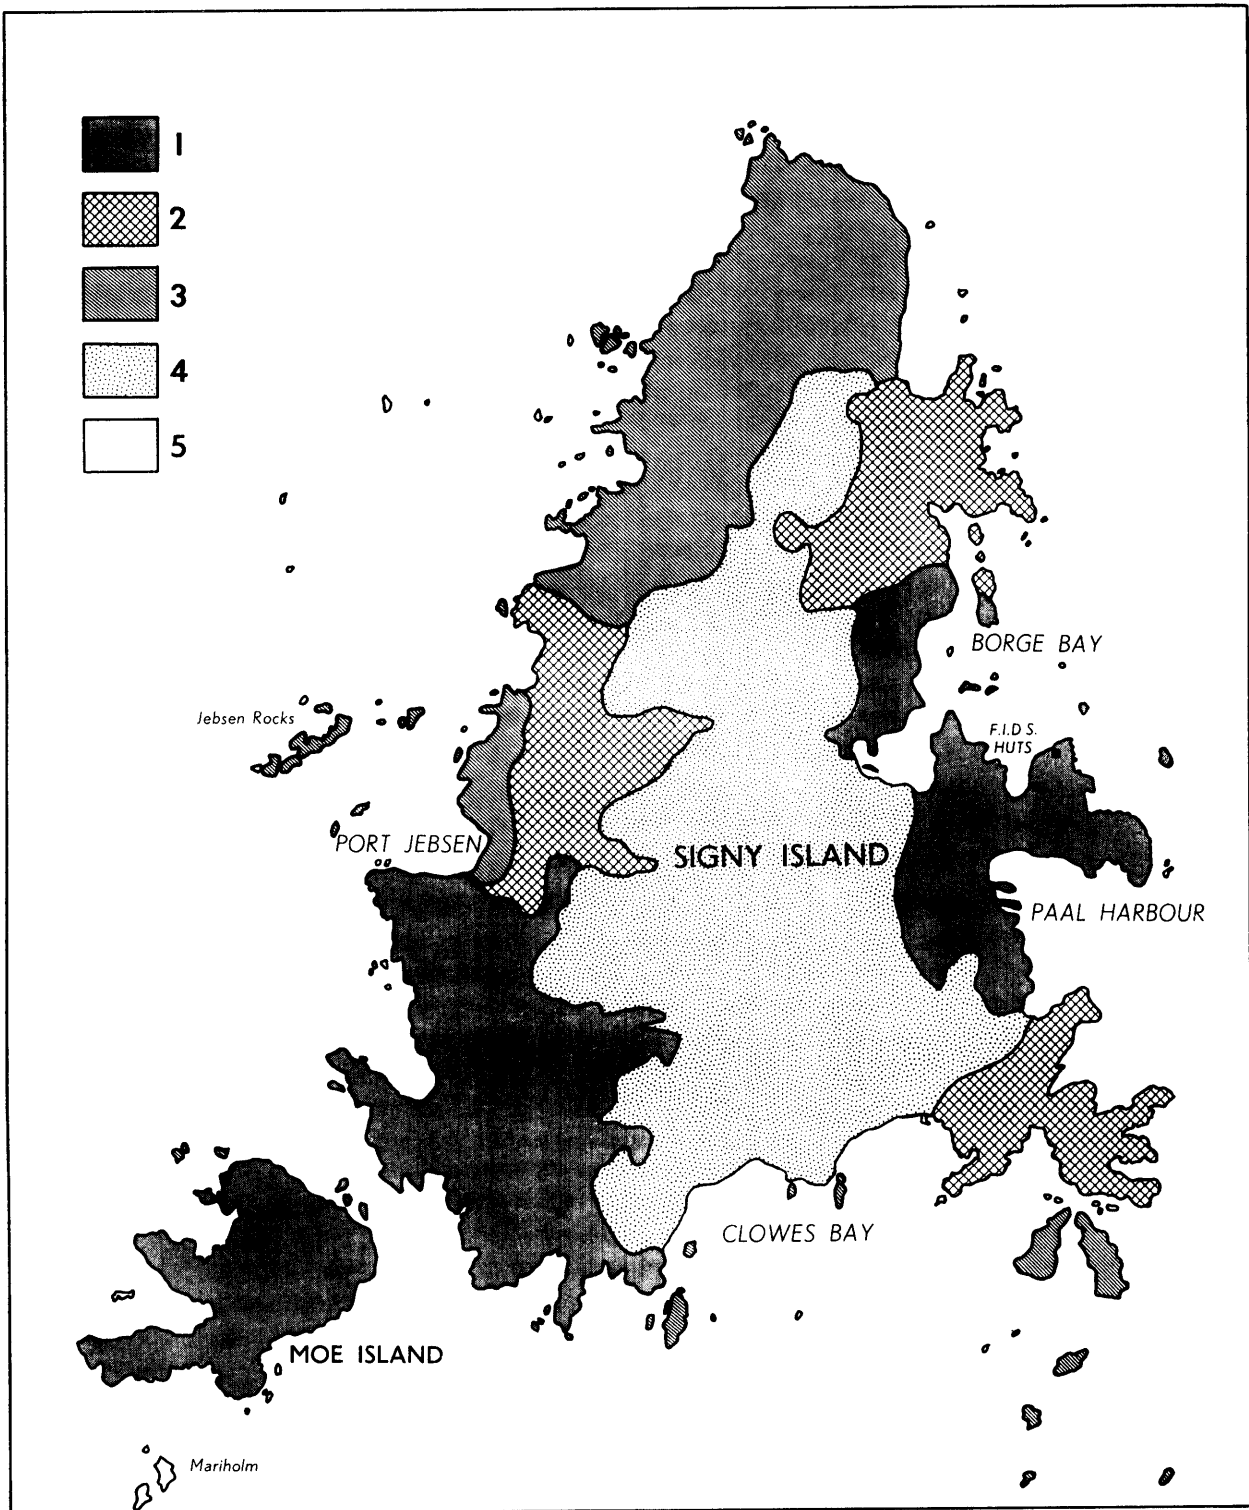 1
2
3
4
5
BORGE BAY
Jebsen Rocks
F.I.D S.
HUTS
PORT JEBSEN
SIGNY ISLAND
PAAL HARBOUR
CLOWES BAY
MOE ISLAND
Mariholm